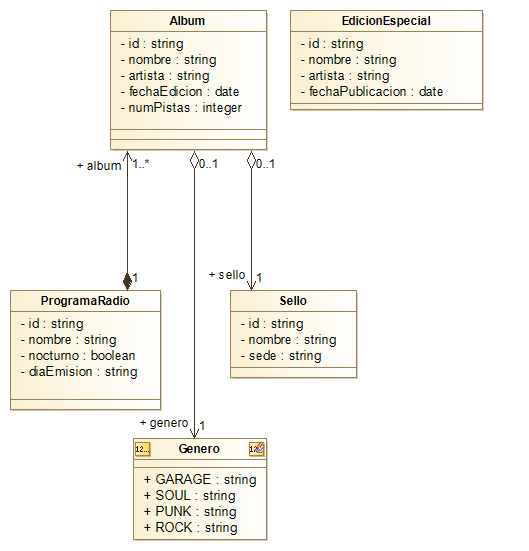 Album
- id : string
- nombre : string
- artista : string
- fechaEdicion : date
- numPistas : integer
EdicionEspecial
- id : string
- nombre : string
- artista : string
- fechaPublicacion : date
+ album
1..*
0..1
0..1
1
+ sello
1
ProgramaRadio
- id : string
- nombre : string
- nocturno : boolean
- diaEmision : string
Sello
- id : string
- nombre : string
- sede : string
+ genero
1
12...
Genero
12
+ GARAGE : string
+ SOUL : string
+ PUNK : string
+ ROCK : string